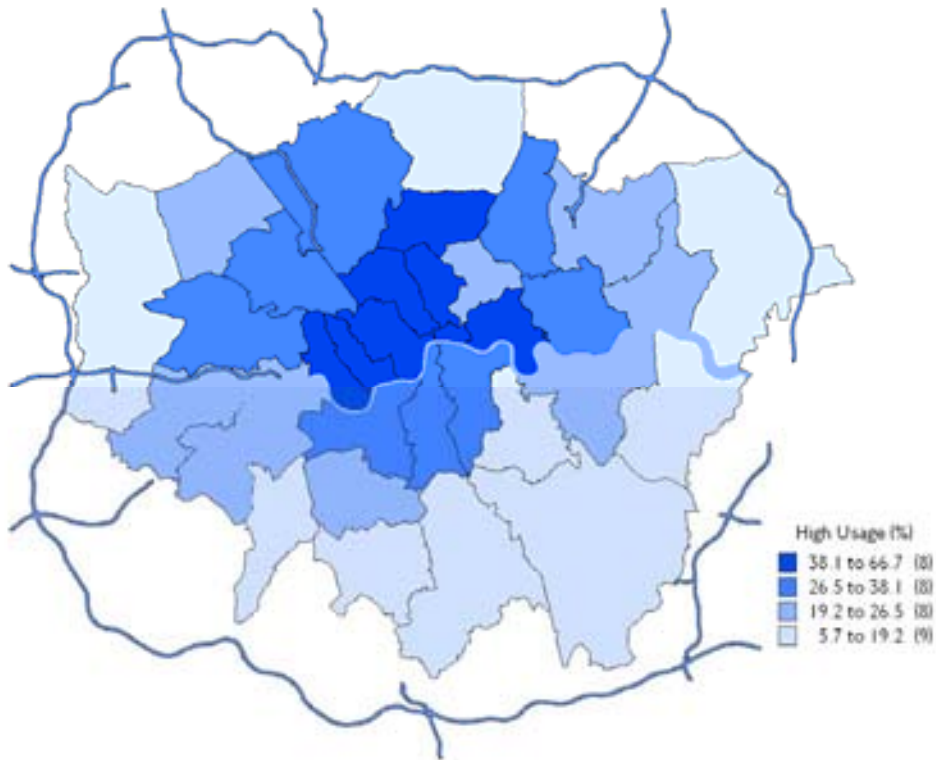 High Usage (%)
38.1 to 66.7 (8)
26.5 to 38.1 (8)
19.2 to 26.5 (8)
5.7 to 19.2 (9)